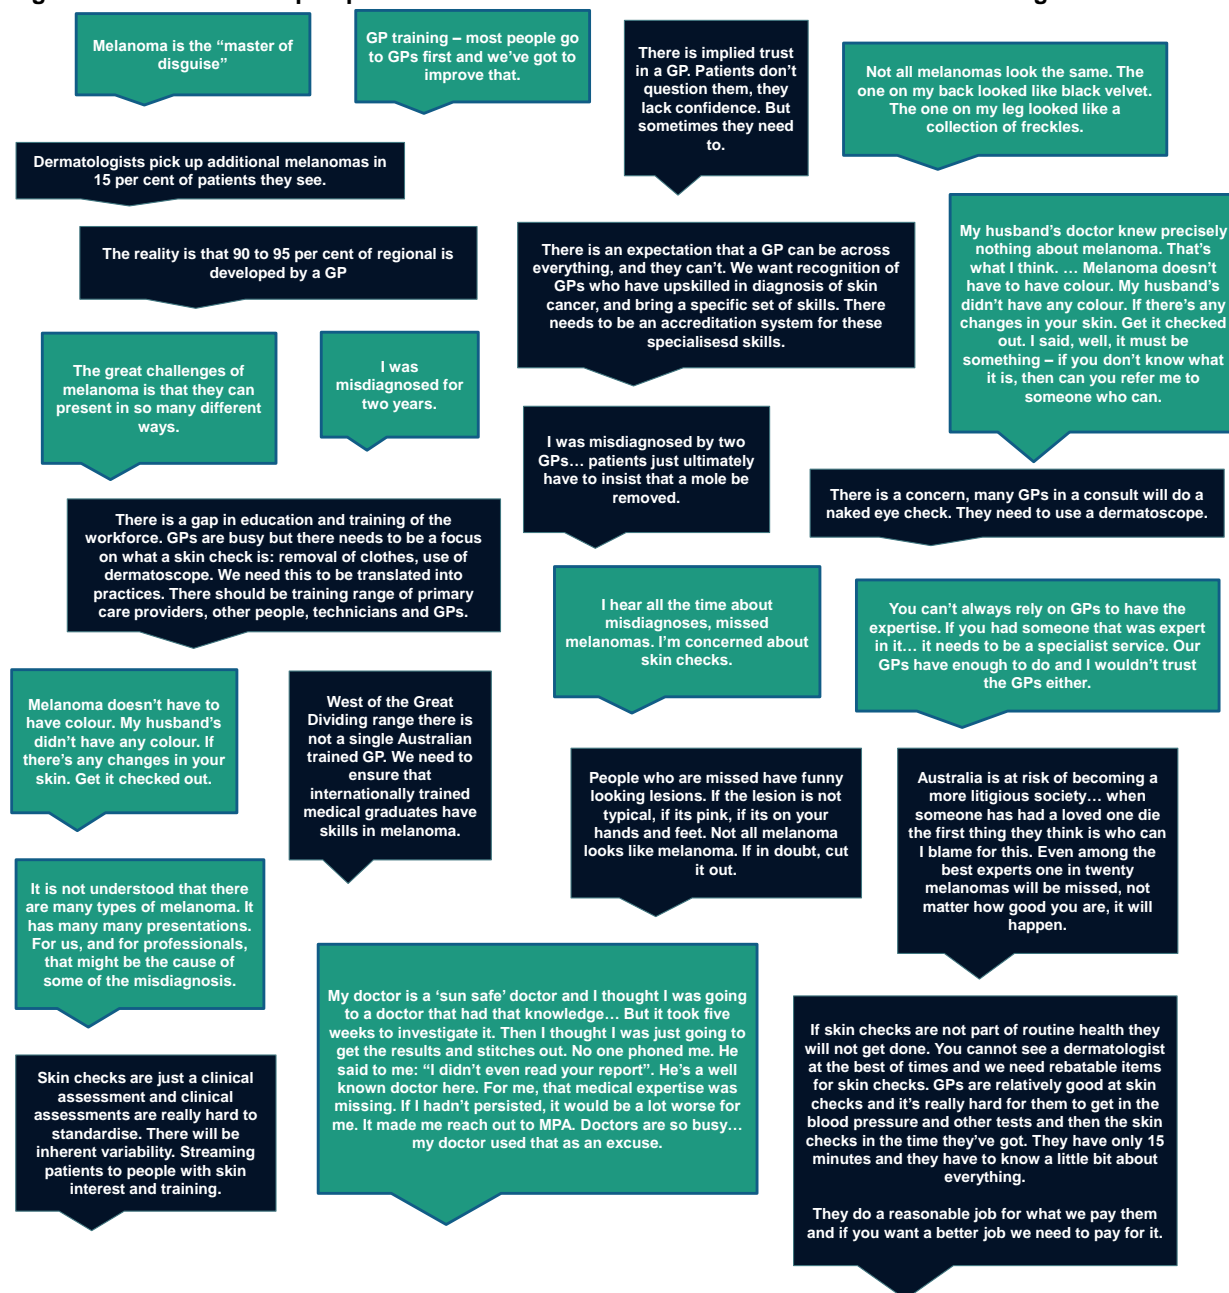 Melanoma is the “master of
disguise”
GP training – most people go
to GPs first and we’ve got to
improve that.
There is implied trust
in a GP. Patients don’t
question them, they
lack confidence. But
sometimes they need
to.
Not all melanomas look the same. The
one on my back looked like black velvet.
The one on my leg looked like a
collection of freckles.
Dermatologists pick up additional melanomas in
15 per cent of patients they see.
The reality is that 90 to 95 per cent of regional is
developed by a GP
There is an expectation that a GP can be across
everything, and they can’t. We want recognition of
GPs who have upskilled in diagnosis of skin
cancer, and bring a specific set of skills. There
needs to be an accreditation system for these
specialisesd skills.
My husband’s doctor knew precisely
nothing about melanoma. That’s
what I think. … Melanoma doesn’t
have to have colour. My husband’s
didn’t have any colour. If there’s any
changes in your skin. Get it checked
out. I said, well, it must be
something – if you don’t know what
it is, then can you refer me to
someone who can.
The great challenges of
melanoma is that they can
present in so many different
ways.
I was
misdiagnosed for
two years.
I was misdiagnosed by two
GPs… patients just ultimately
have to insist that a mole be
removed.
There is a concern, many GPs in a consult will do a
naked eye check. They need to use a dermatoscope.
There is a gap in education and training of the
workforce. GPs are busy but there needs to be a focus
on what a skin check is: removal of clothes, use of
dermatoscope. We need this to be translated into
practices. There should be training range of primary
care providers, other people, technicians and GPs.
I hear all the time about
misdiagnoses, missed
melanomas. I’m concerned about
skin checks.
You can’t always rely on GPs to have the
expertise. If you had someone that was expert
in it… it needs to be a specialist service. Our
GPs have enough to do and I wouldn’t trust
the GPs either.
Melanoma doesn’t have to
have colour. My husband’s
didn’t have any colour. If
there’s any changes in your
skin. Get it checked out.
West of the Great
Dividing range there is
not a single Australian
trained GP. We need to
ensure that
internationally trained
medical graduates have
skills in melanoma.
People who are missed have funny
looking lesions. If the lesion is not
typical, if its pink, if its on your
hands and feet. Not all melanoma
looks like melanoma. If in doubt, cut
it out.
Australia is at risk of becoming a
more litigious society… when
someone has had a loved one die
the first thing they think is who can
I blame for this. Even among the
best experts one in twenty
melanomas will be missed, not
matter how good you are, it will
happen.
It is not understood that there
are many types of melanoma. It
has many many presentations.
For us, and for professionals,
that might be the cause of
some of the misdiagnosis.
My doctor is a ‘sun safe’ doctor and I thought I was going
to a doctor that had that knowledge… But it took five
weeks to investigate it. Then I thought I was just going to
get the results and stitches out. No one phoned me. He
said to me: “I didn’t even read your report”. He’s a well
known doctor here. For me, that medical expertise was
missing. If I hadn’t persisted, it would be a lot worse for
me. It made me reach out to MPA. Doctors are so busy…
my doctor used that as an excuse.
If skin checks are not part of routine health they
will not get done. You cannot see a dermatologist
at the best of times and we need rebatable items
for skin checks. GPs are relatively good at skin
checks and it’s really hard for them to get in the
blood pressure and other tests and then the skin
checks in the time they’ve got. They have only 15
minutes and they have to know a little bit about
everything.
They do a reasonable job for what we pay them
and if you want a better job we need to pay for it.
Skin checks are just a clinical
assessment and clinical
assessments are really hard to
standardise. There will be
inherent variability. Streaming
patients to people with skin
interest and training.